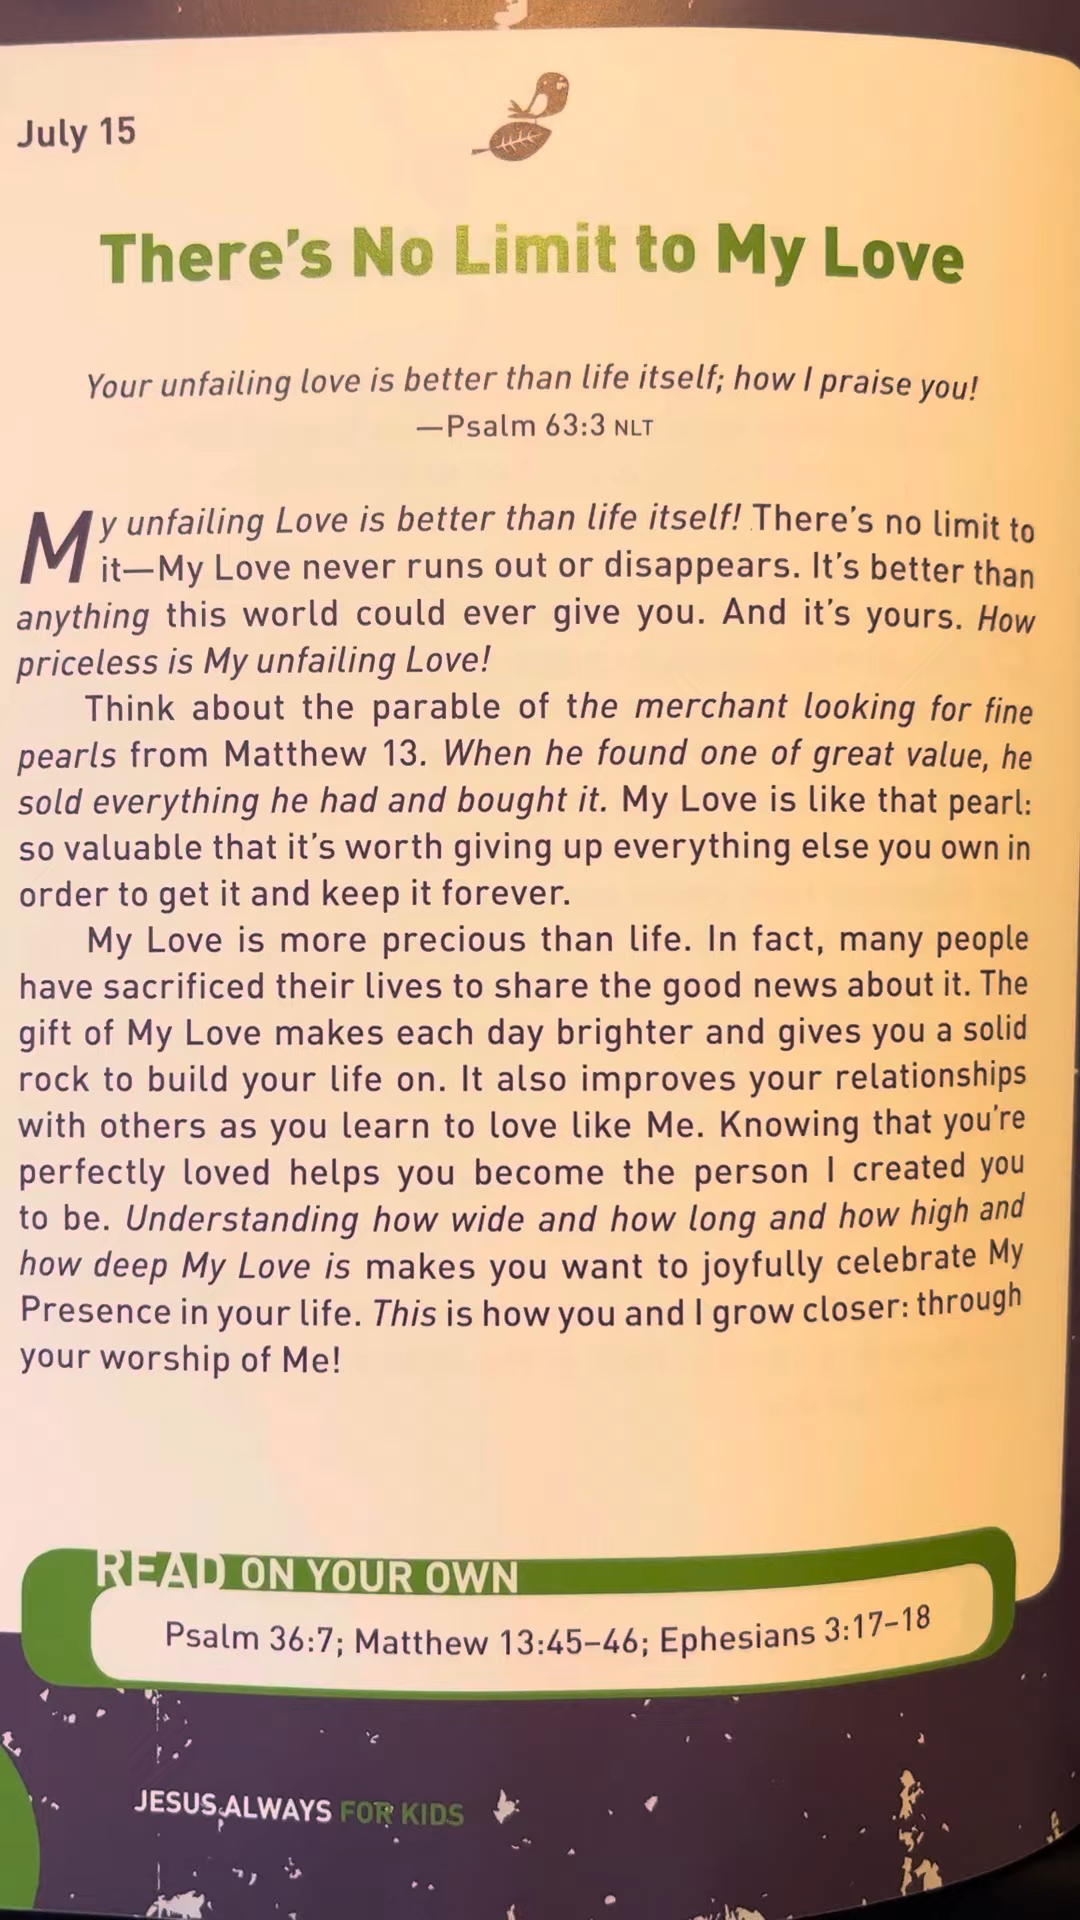 July 15
There's No Limit to My Love
Your unfailing love is better than life itself; how I praise you!
—Psalm 63:3 NLT
My unfailing Love is better than life itself! There's no limit to
it—My Love never runs out or disappears. It's better than
anything this world could ever give you. And it's yours. How
priceless is My unfailing Love!
Think about the parable of the merchant looking for fine
pearls from Matthew 13. When he found one of great value, he
sold everything he had and bought it. My Love is like that pearl:
so valuable that it's worth giving up everything else you own in
order to get it and keep it forever.
My Love is more precious than life. In fact, many people
have sacrificed their lives to share the good news about it. The
gift of My Love makes each day brighter and gives you a solid
rock to build your life on. It also improves your relationships
with others as you learn to love like Me. Knowing that you're
perfectly loved helps you become the person I created you
to be. Understanding how wide and how long and how high and
how deep My Love is makes you want to joyfully celebrate My
Presence in your life. This is how you and I grow closer: through
your worship of Me!
READ ON YOUR OWN
Psalm 36:7; Matthew 13:45–46; Ephesians 3:17–18
JESUS ALWAYS FOR KIDS